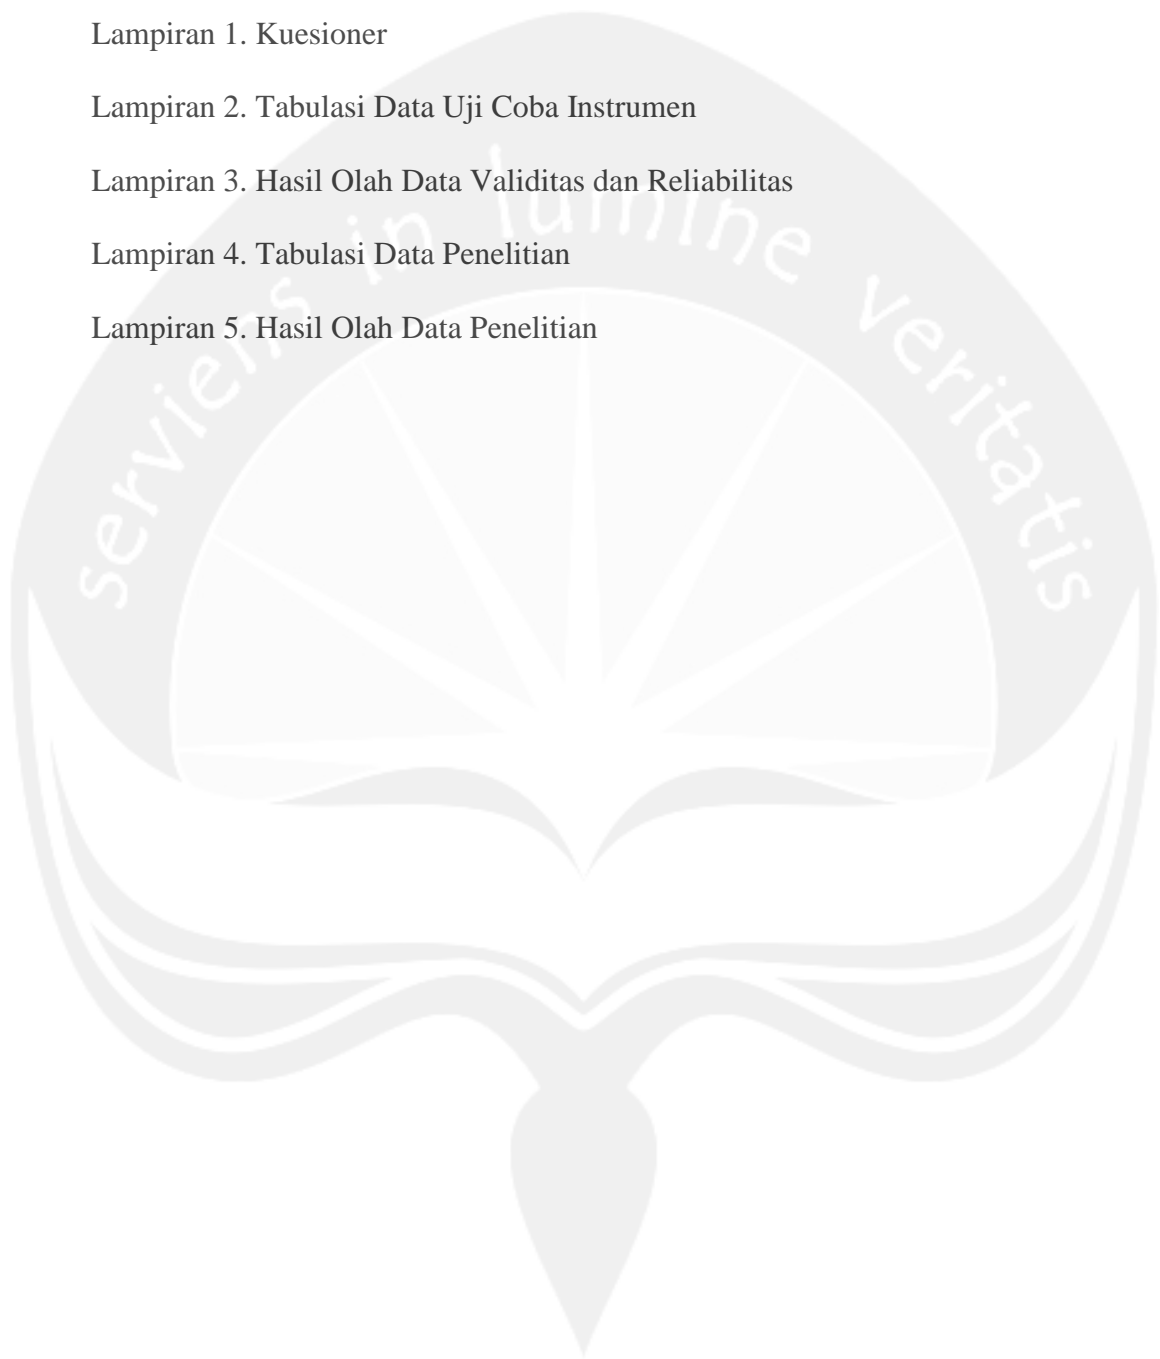 Lampiran 1. Kuesioner
Lampiran 2. Tabulasi Data Uji Coba Instrumen
Lampiran 3. Hasil Olah Data Validitas dan Reliabilitas
Lampiran 4. Tabulasi Data Penelitian
Lampiran 5. Hasil Olah Data Penelitian
serviens in lumine veritatis